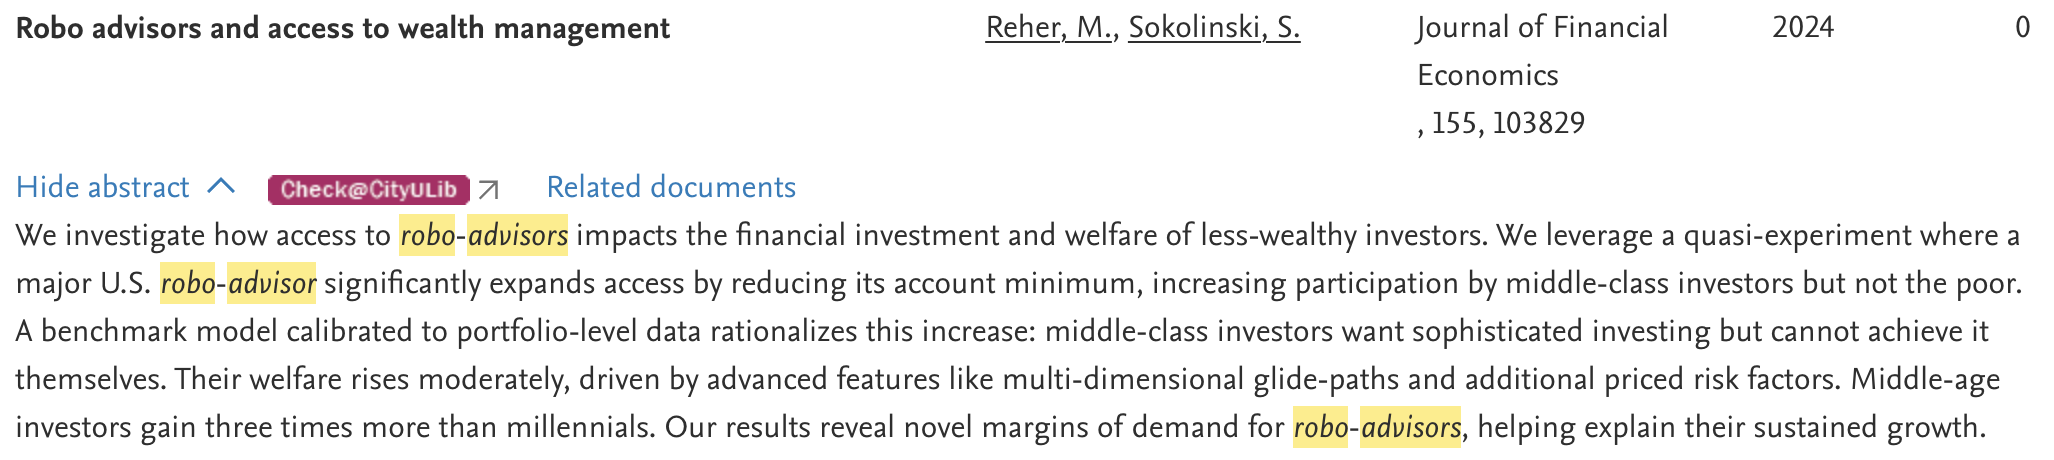 Robo advisors and access to wealth management
Reher, M., Sokolinski, S.
Journal of Financial
Economics
, 155, 103829
2024
0
Hide abstract
Check@CityULib
Related documents
We investigate how access to robo-advisors impacts the financial investment and welfare of less-wealthy investors. We leverage a quasi-experiment where a
major U.S. robo-advisor significantly expands access by reducing its account minimum, increasing participation by middle-class investors but not the poor.
A benchmark model calibrated to portfolio-level data rationalizes this increase: middle-class investors want sophisticated investing but cannot achieve it
themselves. Their welfare rises moderately, driven by advanced features like multi-dimensional glide-paths and additional priced risk factors. Middle-age
investors gain three times more than millennials. Our results reveal novel margins of demand for robo-advisors, helping explain their sustained growth.